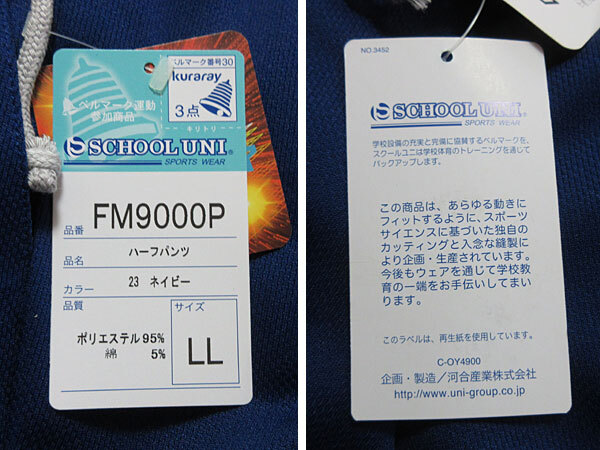 ベルマーク番号30
kuraray
3点
キリトリ
ベルマーク運動
参加商品
S SCHOOL UNI
SPORTS WEAR
品番 FM9000P
品名 ハーフパンツ
カラー 23 ネイビー
品質
ポリエステル 95%
綿 5%
サイズ
LL
NO.3452
S SCHOOL UNI
SPORTS WEAR
学校設備の充実と完備に協賛するベルマークを、
スクールユニは学校体育のトレーニングを通じて
バックアップします。
この商品は、あらゆる動きに
フィットするように、スポーツ
サイエンスに基づいた独自の
カッティングと入念な縫製に
より企画・生産されています。
今後もウェアを通じて学校教
育の一端をお手伝いしてまい
ります。
このラベルは、再生紙を使用しています。
C-OY4900
企画・製造／河合産業株式会社
http://www.uni-group.co.jp